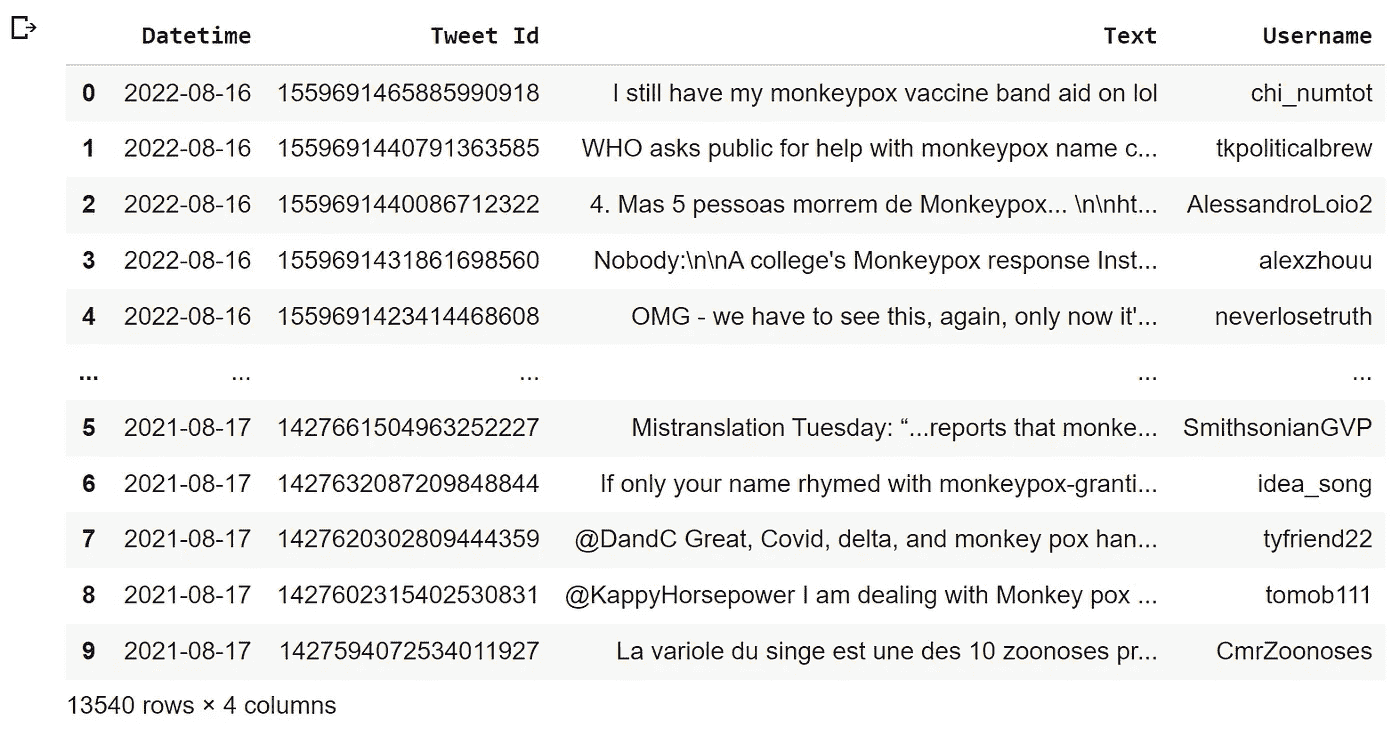 Datetime Tweet Id Text Username
0 2022-08-16 1559691465885990918 I still have my monkeypox vaccine band aid on lol chi_numtot
1 2022-08-16 1559691440791363585 WHO asks public for help with monkeypox name c... tkpoliticalbrew
2 2022-08-16 1559691440086712322 4. Mas 5 pessoas morrem de Monkeypox... \n\nht... AlessandroLoio2
3 2022-08-16 1559691431861698560 Nobody:\n\nA college's Monkeypox response Inst... alexzhouu
4 2022-08-16 1559691423414468608 OMG - we have to see this, again, only now it'... neverlosetruth
... ... ... ... ...
5 2021-08-17 1427661504963252227 Mistranslation Tuesday: “...reports that monke... SmithsonianGVP
6 2021-08-17 1427632087209848844 If only your name rhymed with monkeypox-granti... idea_song
7 2021-08-17 1427620302809444359 @DandC Great, Covid, delta, and monkey pox han... tyfriend22
8 2021-08-17 1427602315402530831 @KappyHorsepower I am dealing with Monkey pox ... tomob111
9 2021-08-17 1427594072534011927 La variole du singe est une des 10 zoonoses pr... CmrZoonoses
13540 rows × 4 columns